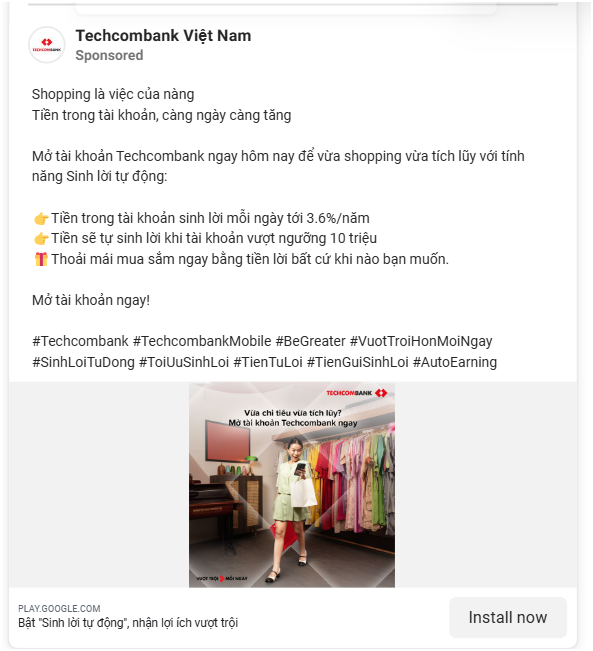 Techcombank Việt Nam
Sponsored
TECHCOMBANK
Shopping là việc của nàng
Tiền trong tài khoản, càng ngày càng tăng
Mở tài khoản Techcombank ngay hôm nay để vừa shopping vừa tích lũy với tính
năng Sinh lời tự động:
👉Tiền trong tài khoản sinh lời mỗi ngày tới 3.6%/năm
👉Tiền sẽ tự sinh lời khi tài khoản vượt ngưỡng 10 triệu
🎁Thoải mái mua sắm ngay bằng tiền lời bất cứ khi nào bạn muốn.
Mở tài khoản ngay!
#Techcombank #TechcombankMobile #BeGreater #VuotTroiHonMoiNgay
#SinhLoiTuDong #ToiUuSinhLoi #TienTuLoi #TienGuiSinhLoi #AutoEarning
TECHCOMBANK
Vừa chi tiêu vừa tích lũy?
Mở tài khoản Techcombank ngay
VƯỢT TRỘI MỖI NGÀY
PLAY.GOOGLE.COM
Bật "Sinh lời tự động", nhận lợi ích vượt trội
Install now